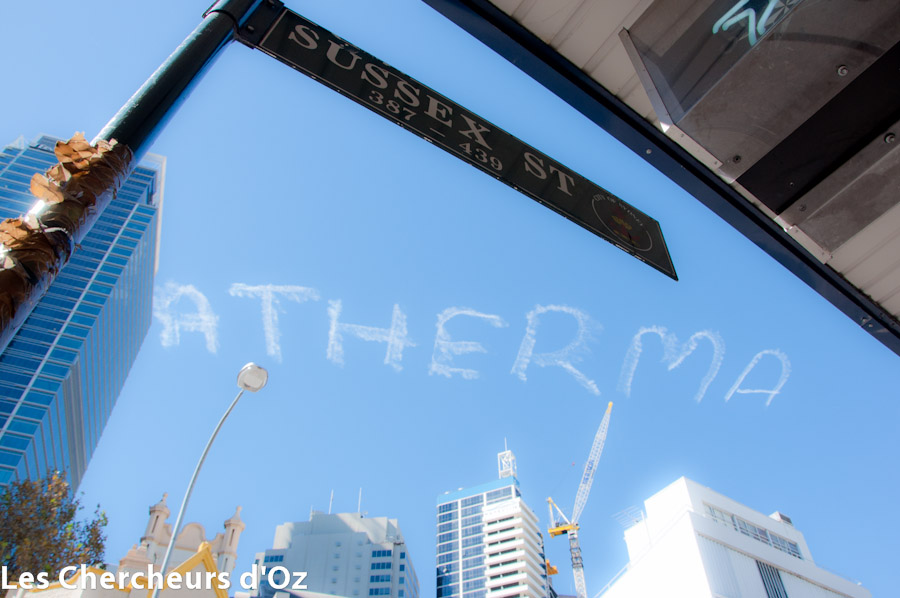 SUSSEX ST
387 - 439
ATHERMA
Les Chercheurs d'Oz